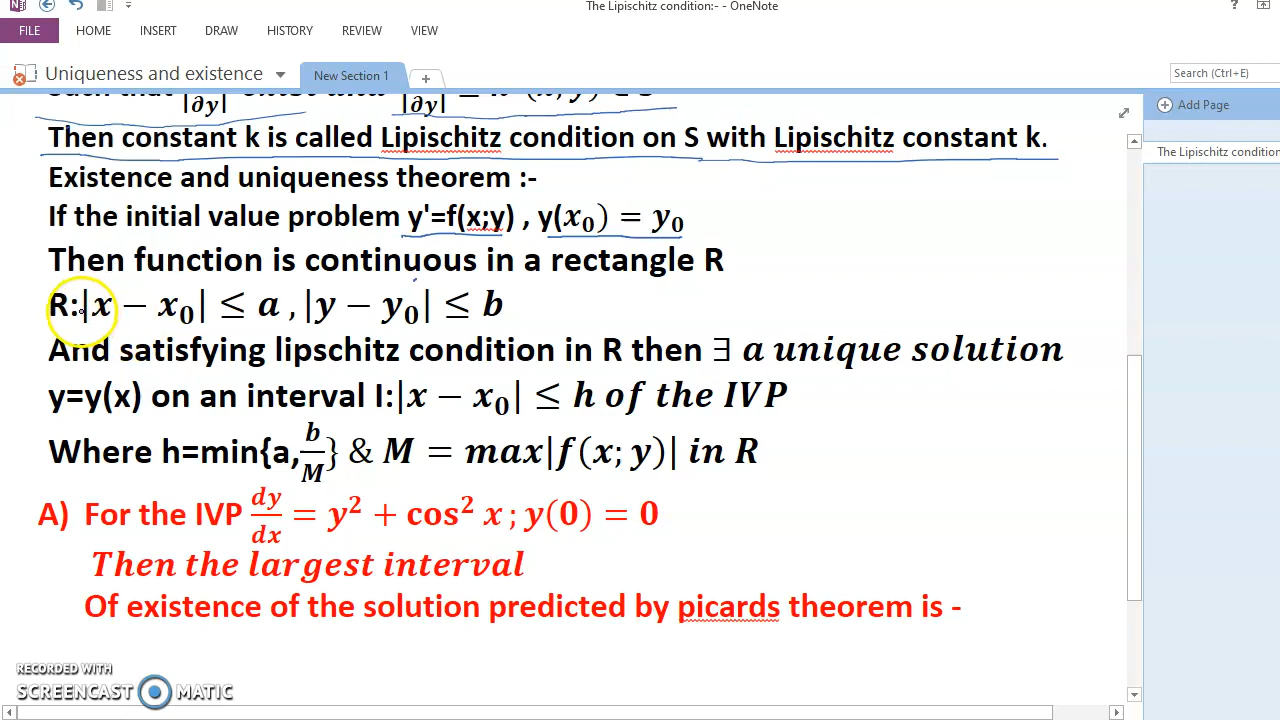 The Lipischitz condition:- - OneNote
FILE HOME INSERT DRAW HISTORY REVIEW VIEW
Uniqueness and existence New Section 1 + Search (Ctrl+E)
Add Page
The Lipischitz condition
Then constant k is called Lipischitz condition on S with Lipischitz constant k.
Existence and uniqueness theorem :-
If the initial value problem y'=f(x;y) , y(x₀) = y₀
Then function is continuous in a rectangle R
R:|x − x₀| ≤ a , |y − y₀| ≤ b
And satisfying lipschitz condition in R then ∃ a unique solution
y=y(x) on an interval I:|x − x₀| ≤ h of the IVP
Where h=min{a, b/M} & M = max|f(x; y)| in R
A) For the IVP dy/dx = y² + cos² x ; y(0) = 0
Then the largest interval
Of existence of the solution predicted by picards theorem is -
RECORDED WITH
SCREENCAST MATIC